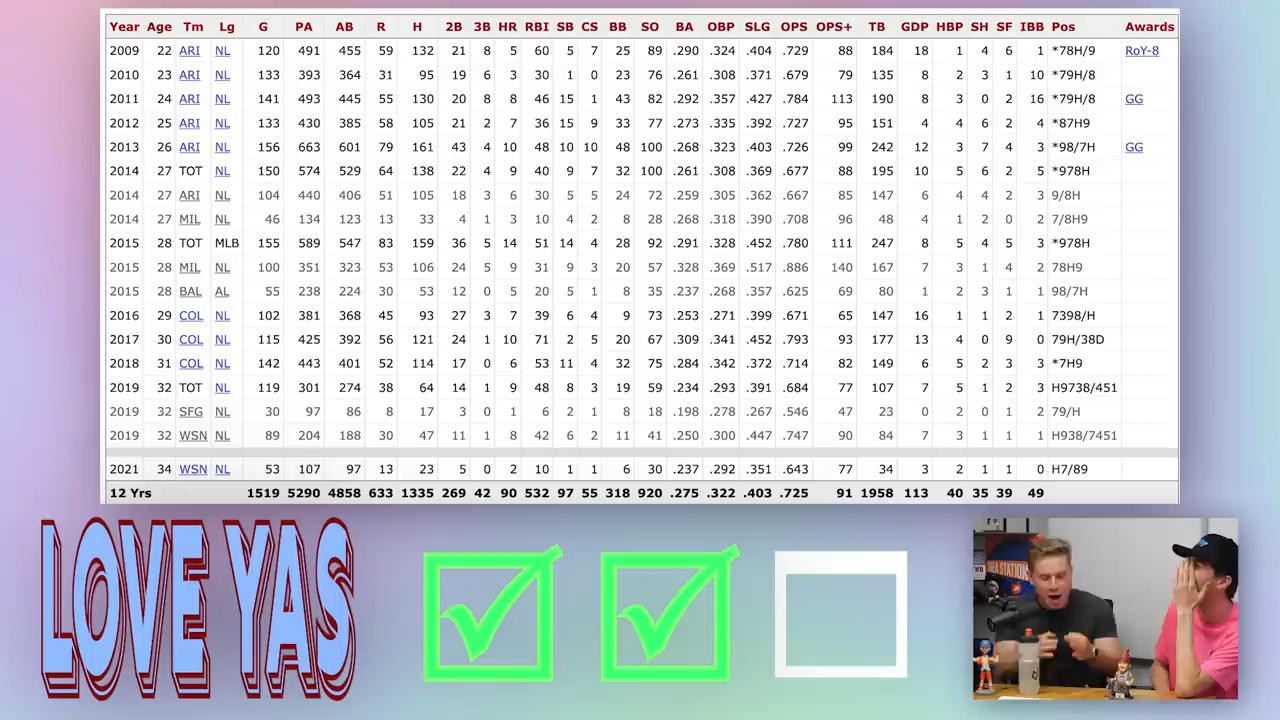 Year Age Tm Lg G PA AB R H 2B 3B HR RBI SB CS BB SO BA OBP SLG OPS OPS+ TB GDP HBP SH SF IBB Pos Awards
2009 22 ARI NL 120 491 455 59 132 21 8 5 60 5 7 25 89 .290 .324 .404 .729 88 184 18 1 4 6 1 *78H/9 RoY-8
2010 23 ARI NL 133 393 364 31 95 19 6 3 30 1 0 23 76 .261 .308 .371 .679 79 135 8 2 3 1 10 *79H/8
2011 24 ARI NL 141 493 445 55 130 20 8 8 46 15 1 43 82 .292 .357 .427 .784 113 190 8 3 0 2 16 *79H/8 GG
2012 25 ARI NL 133 430 385 58 105 21 2 7 36 15 9 33 77 .273 .335 .392 .727 95 151 4 4 6 2 4 *87H9
2013 26 ARI NL 156 663 601 79 161 43 4 10 48 10 10 48 100 .268 .323 .403 .726 99 242 12 3 7 4 3 *98/7H GG
2014 27 TOT NL 150 574 529 64 138 22 4 9 40 9 7 32 100 .261 .308 .369 .677 88 195 10 5 6 2 5 *978H
2014 27 ARI NL 104 440 406 51 105 18 3 6 30 5 5 24 72 .259 .305 .362 .667 85 147 6 4 4 2 3 9/8H
2014 27 MIL NL 46 134 123 13 33 4 1 3 10 4 2 8 28 .268 .318 .390 .708 96 48 4 1 2 0 2 7/8H9
2015 28 TOT MLB 155 589 547 83 159 36 5 14 51 14 4 28 92 .291 .328 .452 .780 111 247 8 5 4 5 3 *978H
2015 28 MIL NL 100 351 323 53 106 24 5 9 31 9 3 20 57 .328 .369 .517 .886 140 167 7 3 1 4 2 78H9
2015 28 BAL AL 55 238 224 30 53 12 0 5 20 5 1 8 35 .237 .268 .357 .625 69 80 1 2 3 1 1 98/7H
2016 29 COL NL 102 381 368 45 93 27 3 7 39 6 4 9 73 .253 .271 .399 .671 65 147 16 1 1 2 1 7398/H
2017 30 COL NL 115 425 392 56 121 24 1 10 71 2 5 20 67 .309 .341 .452 .793 93 177 13 4 0 9 0 79H/38D
2018 31 COL NL 142 443 401 52 114 17 0 6 53 11 4 32 75 .284 .342 .372 .714 82 149 6 5 2 3 3 *7H9
2019 32 TOT NL 119 301 274 38 64 14 1 9 48 8 3 19 59 .234 .293 .391 .684 77 107 7 5 1 2 3 H9738/451
2019 32 SFG NL 30 97 86 8 17 3 0 1 6 2 1 8 18 .198 .278 .267 .546 47 23 0 2 0 1 2 79/H
2019 32 WSN NL 89 204 188 30 47 11 1 8 42 6 2 11 41 .250 .300 .447 .747 90 84 7 3 1 1 1 H938/7451
2021 34 WSN NL 53 107 97 13 23 5 0 2 10 1 1 6 30 .237 .292 .351 .643 77 34 3 2 1 1 0 H7/89
12 Yrs 1519 5290 4858 633 1335 269 42 90 532 97 55 318 920 .275 .322 .403 .725 91 1958 113 40 35 39 49
LOVE YAS